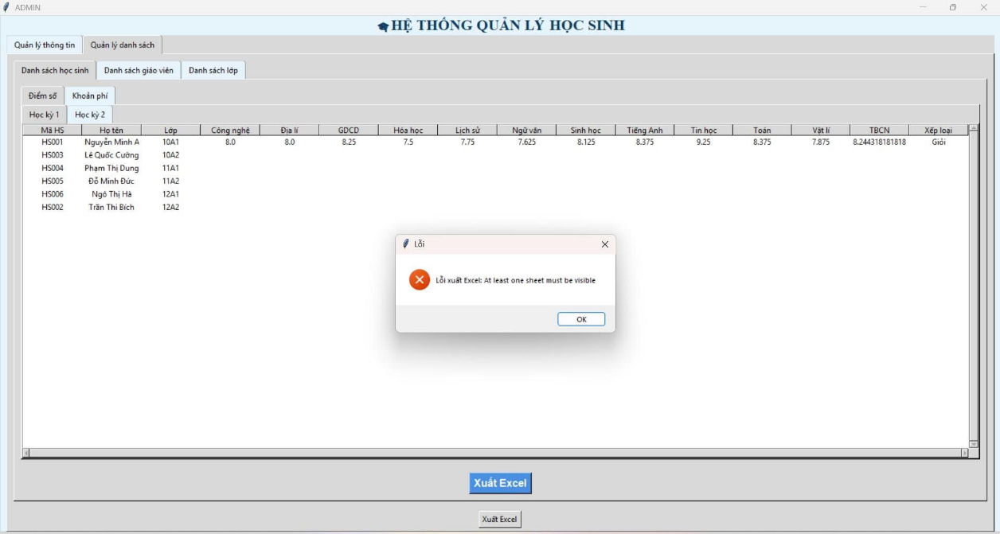 ADMIN
HỆ THỐNG QUẢN LÝ HỌC SINH
Quản lý thông tin Quản lý danh sách
Danh sách học sinh Danh sách giáo viên Danh sách lớp
Điểm số Khoản phí
Học kỳ 1 Học kỳ 2
Mã HS Họ tên Lớp Công nghệ Địa lí GDCD Hóa học Lịch sử Ngữ văn Sinh học Tiếng Anh Tin học Toán Vật lí TBCN Xếp loại
HS001 Nguyễn Minh A 10A1 8.0 8.0 8.25 7.5 7.75 7.625 8.125 8.375 9.25 8.375 7.875 8.244318181818 Giỏi
HS003 Lê Quốc Cường 10A2
HS004 Phạm Thị Dung 11A1
HS005 Đỗ Minh Đức 11A2
HS006 Ngô Thị Hà 12A1
HS002 Trần Thi Bích 12A2
Lỗi
Lỗi xuất Excel: At least one sheet must be visible
OK
Xuất Excel
Xuất Excel